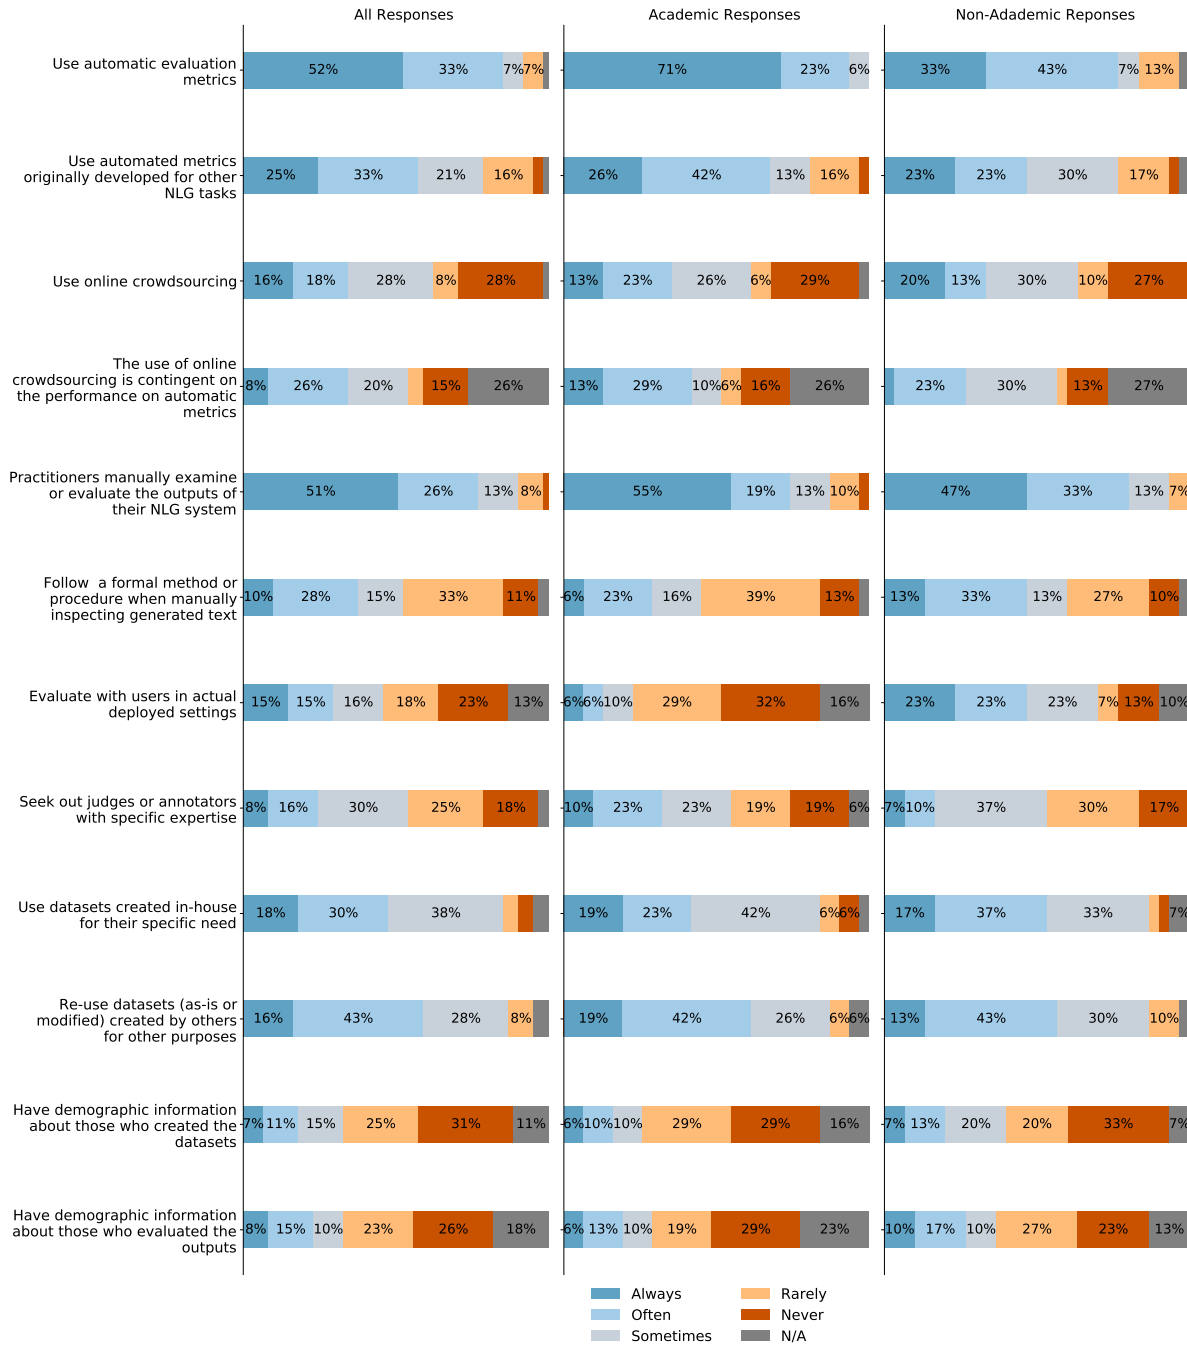 All Responses
Academic Responses
Non-Adademic Reponses
Use automatic evaluation
metrics
52% 33% 7% 7%
71% 23% 6%
33% 43% 7% 13%
Use automated metrics
originally developed for other
NLG tasks
25% 33% 21% 16%
26% 42% 13% 16%
23% 23% 30% 17%
Use online crowdsourcing
16% 18% 28% 8% 28%
13% 23% 26% 6% 29%
20% 13% 30% 10% 27%
The use of online
crowdsourcing is contingent on
the performance on automatic
metrics
8% 26% 20% 15% 26%
13% 29% 10% 6% 16% 26%
23% 30% 13% 27%
Practitioners manually examine
or evaluate the outputs of
their NLG system
51% 26% 13% 8%
55% 19% 13% 10%
47% 33% 13% 7%
Follow  a formal method or
procedure when manually
inspecting generated text
10% 28% 15% 33% 11%
6% 23% 16% 39% 13%
13% 33% 13% 27% 10%
Evaluate with users in actual
deployed settings
15% 15% 16% 18% 23% 13%
6% 6% 10% 29% 32% 16%
23% 23% 23% 7% 13% 10%
Seek out judges or annotators
with specific expertise
8% 16% 30% 25% 18%
10% 23% 23% 19% 19% 6%
7% 10% 37% 30% 17%
Use datasets created in-house
for their specific need
18% 30% 38%
19% 23% 42% 6% 6%
17% 37% 33% 7%
Re-use datasets (as-is or
modified) created by others
for other purposes
16% 43% 28% 8%
19% 42% 26% 6% 6%
13% 43% 30% 10%
Have demographic information
about those who created the
datasets
7% 11% 15% 25% 31% 11%
6% 10% 10% 29% 29% 16%
7% 13% 20% 20% 33% 7%
Have demographic information
about those who evaluated the
outputs
8% 15% 10% 23% 26% 18%
6% 13% 10% 19% 29% 23%
10% 17% 10% 27% 23% 13%
Always
Often
Sometimes
Rarely
Never
N/A